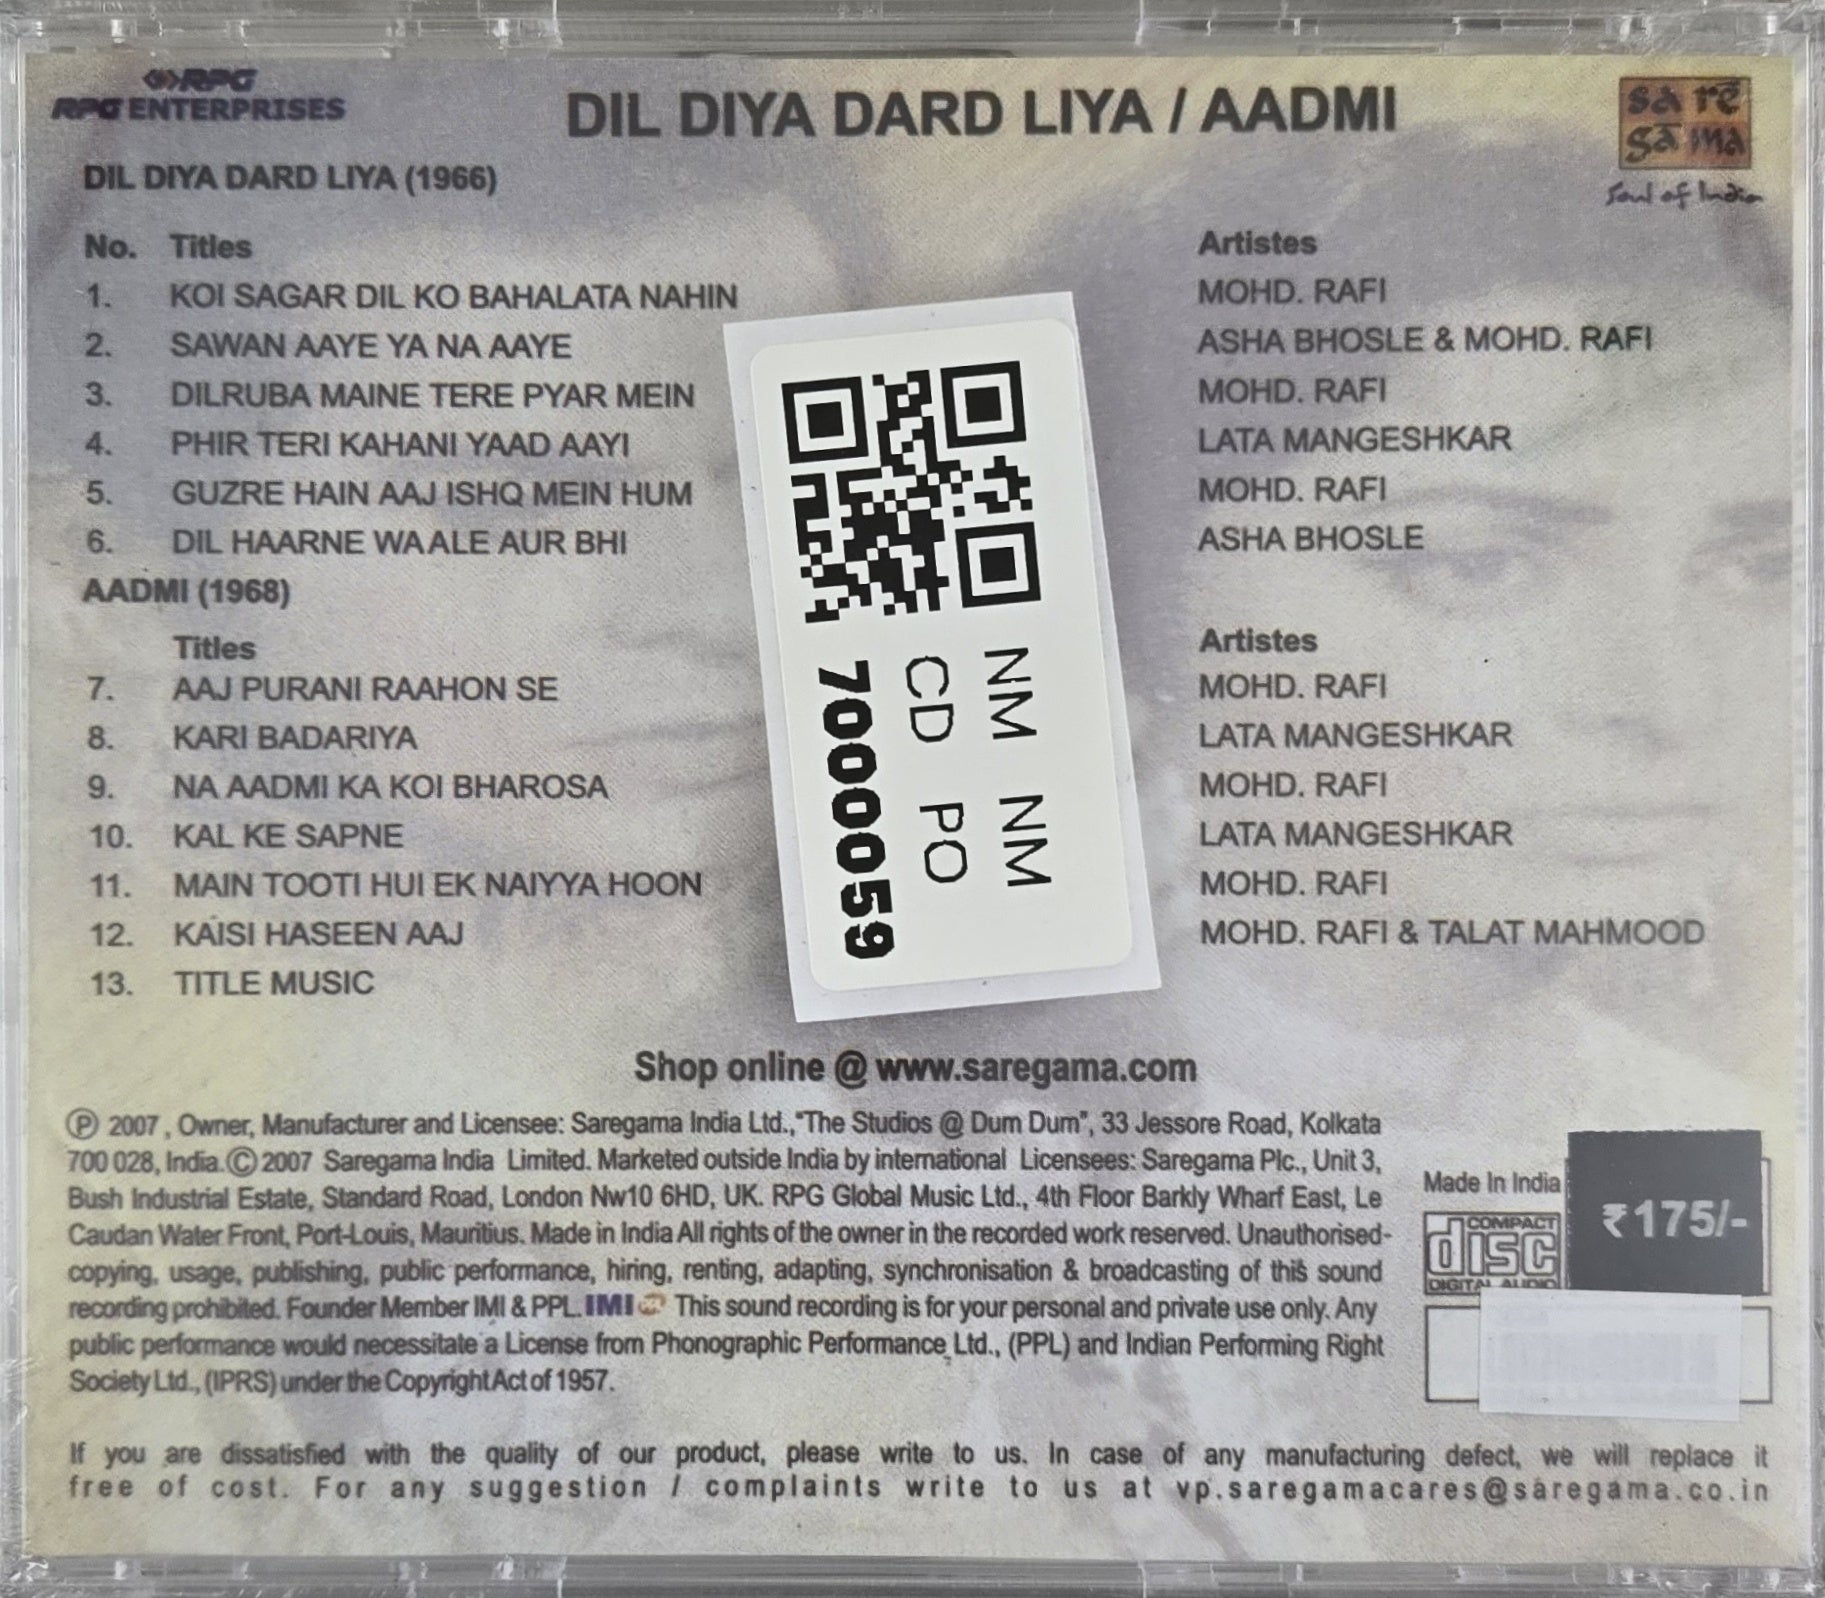 RPG
RPG ENTERPRISES
DIL DIYA DARD LIYA / AADMI
sa re
ga ma
Soul of India
DIL DIYA DARD LIYA (1966)
No. Titles Artistes
1. KOI SAGAR DIL KO BAHALATA NAHIN MOHD. RAFI
2. SAWAN AAYE YA NA AAYE ASHA BHOSLE & MOHD. RAFI
3. DILRUBA MAINE TERE PYAR MEIN MOHD. RAFI
4. PHIR TERI KAHANI YAAD AAYI LATA MANGESHKAR
5. GUZRE HAIN AAJ ISHQ MEIN HUM MOHD. RAFI
6. DIL HAARNE WAALE AUR BHI ASHA BHOSLE
AADMI (1968)
Titles Artistes
7. AAJ PURANI RAAHON SE MOHD. RAFI
8. KARI BADARIYA LATA MANGESHKAR
9. NA AADMI KA KOI BHAROSA MOHD. RAFI
10. KAL KE SAPNE LATA MANGESHKAR
11. MAIN TOOTI HUI EK NAIYYA HOON MOHD. RAFI
12. KAISI HASEEN AAJ MOHD. RAFI & TALAT MAHMOOD
13. TITLE MUSIC
NM NM
CD PO
7000059
Shop online @ www.saregama.com
Ⓟ 2007 , Owner, Manufacturer and Licensee: Saregama India Ltd.,"The Studios @ Dum Dum", 33 Jessore Road, Kolkata
700 028, India.© 2007 Saregama India Limited. Marketed outside India by international Licensees: Saregama Plc., Unit 3,
Bush Industrial Estate, Standard Road, London Nw10 6HD, UK. RPG Global Music Ltd., 4th Floor Barkly Wharf East, Le
Caudan Water Front, Port-Louis, Mauritius. Made in India All rights of the owner in the recorded work reserved. Unauthorised-
copying, usage, publishing, public performance, hiring, renting, adapting, synchronisation & broadcasting of this sound
recording prohibited. Founder Member IMI & PPL. IMI This sound recording is for your personal and private use only. Any
public performance would necessitate a License from Phonographic Performance, Ltd., (PPL) and Indian Performing Right
Society Ltd., (IPRS) under the Copyright Act of 1957.
Made In India
COMPACT
disc
DIGITAL AUDIO
₹175/-
If you are dissatisfied with the quality of our product, please write to us. In case of any manufacturing defect, we will replace it
free of cost. For any suggestion / complaints write to us at vp.saregamacares@saregama.co.in